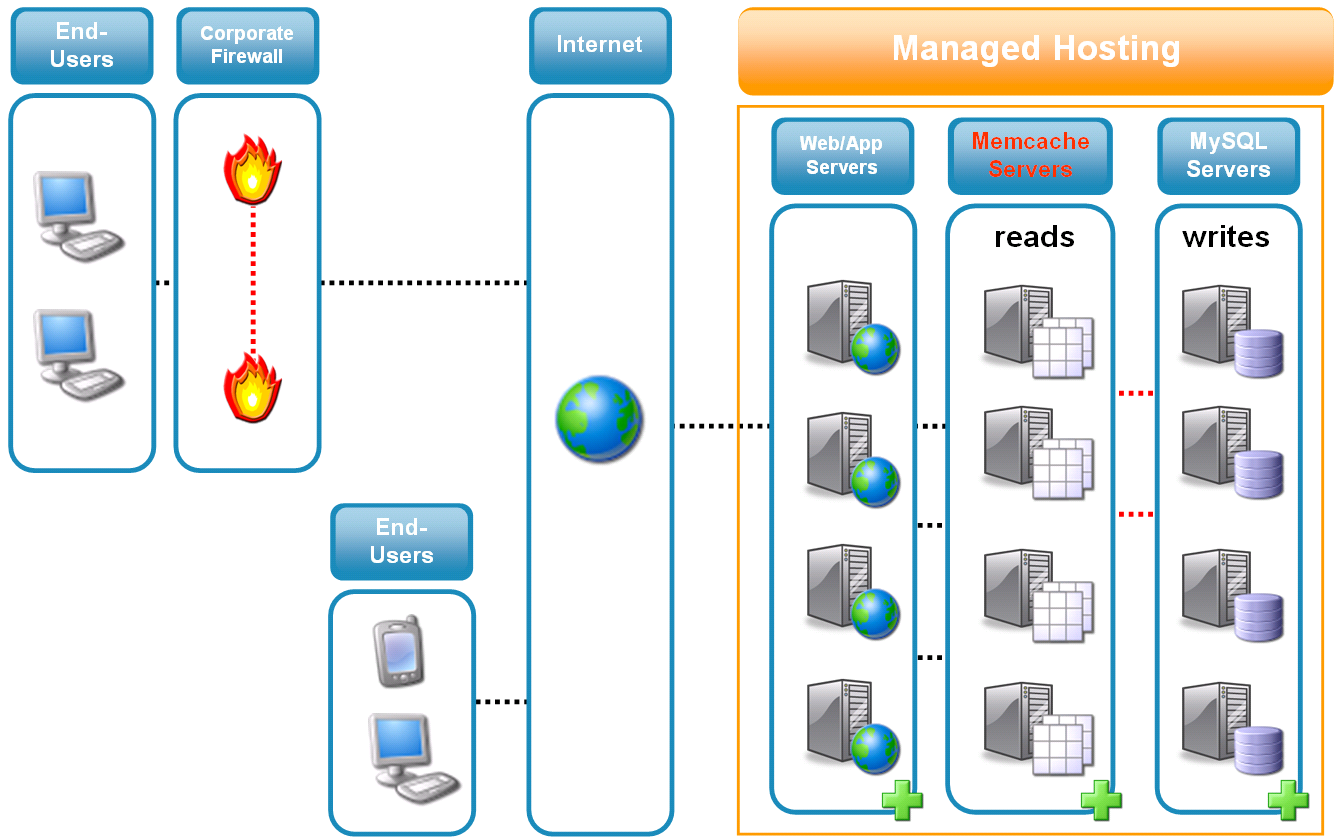 End-
Users
Corporate
Firewall
Internet
Managed Hosting
Web/App
Servers
Memcache
Servers
MySQL
Servers
reads
writes
End-
Users